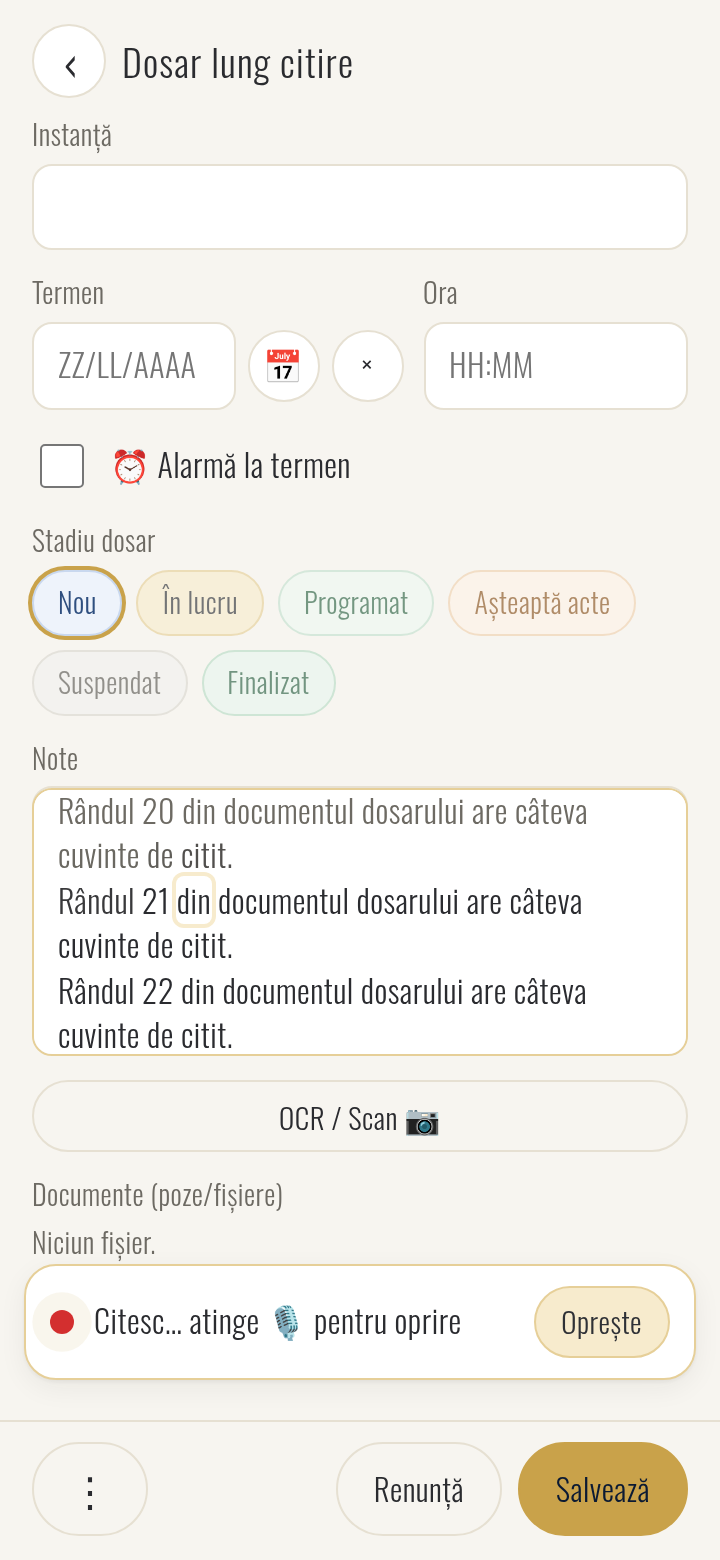 ‹ Dosar lung citire
Instanță
Termen Ora
ZZ/LL/AAAA July 17 × HH:MM
⏰ Alarmă la termen
Stadiu dosar
Nou În lucru Programat Așteaptă acte
Suspendat Finalizat
Note
Rândul 20 din documentul dosarului are câteva
cuvinte de citit.
Rândul 21 din documentul dosarului are câteva
cuvinte de citit.
Rândul 22 din documentul dosarului are câteva
cuvinte de citit.
OCR / Scan 📷
Documente (poze/fișiere)
Niciun fișier.
Citesc... atinge 🎙️ pentru oprire Oprește
⋮ Renunță Salvează